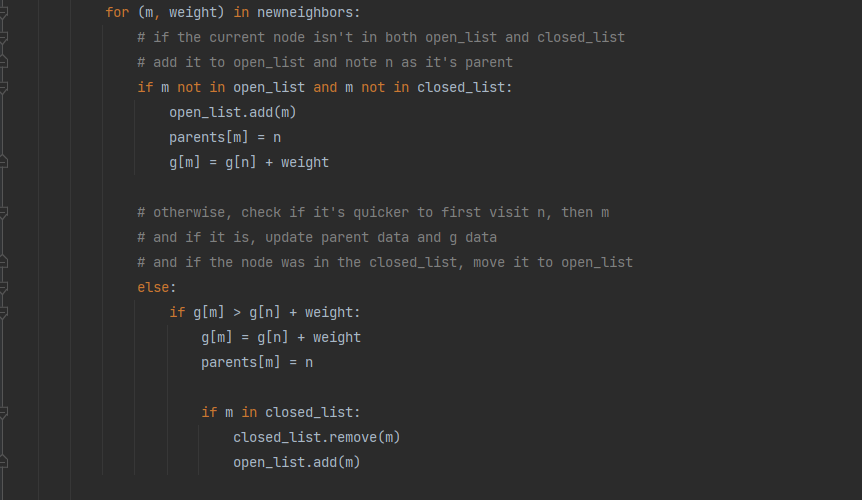 for (m, weight) in newneighbors:
# if the current node isn't in both open_list and closed_list
# add it to open_list and note n as it's parent
if m not in open_list and m not in closed_list:
open_list.add(m)
parents[m] = n
g[m] = g[n] + weight
# otherwise, check if it's quicker to first visit n, then m
# and if it is, update parent data and g data
# and if the node was in the closed_list, move it to open_list
else:
if g[m] > g[n] + weight:
g[m] = g[n] + weight
parents[m] = n
if m in closed_list:
closed_list.remove(m)
open_list.add(m)